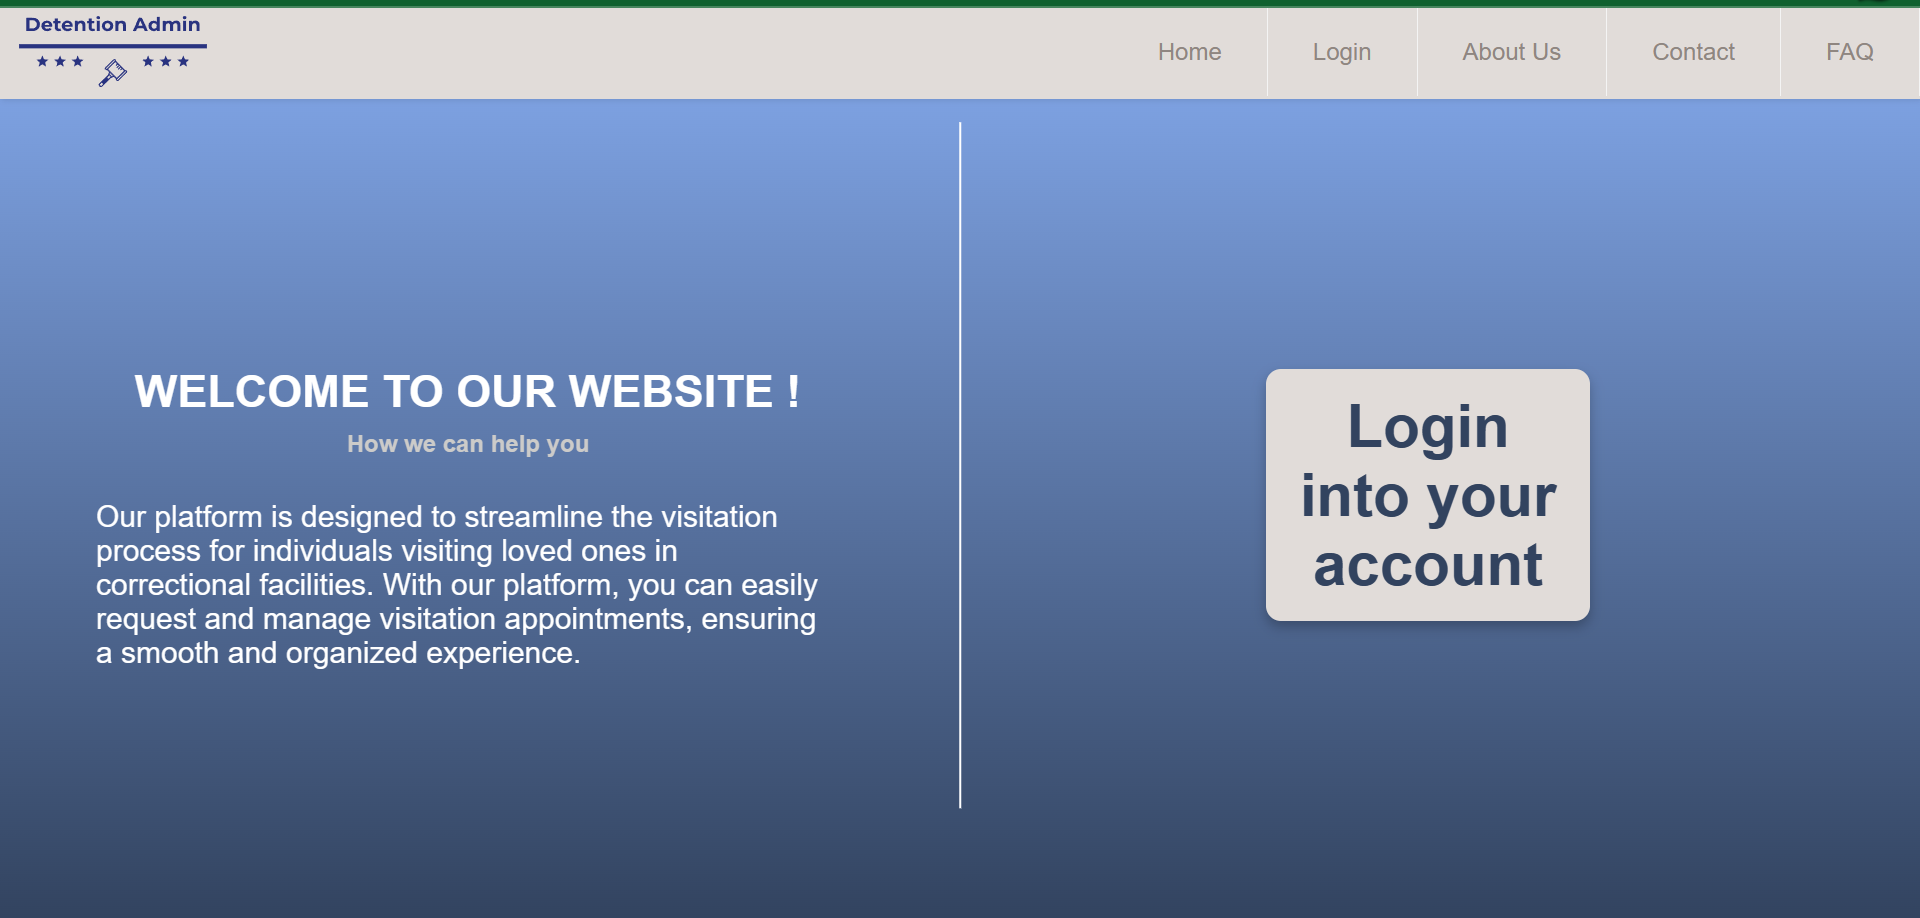 Detention Admin
Home
Login
About Us
Contact
FAQ
WELCOME TO OUR WEBSITE !
How we can help you
Our platform is designed to streamline the visitation
process for individuals visiting loved ones in
correctional facilities. With our platform, you can easily
request and manage visitation appointments, ensuring
a smooth and organized experience.
Login
into your
account